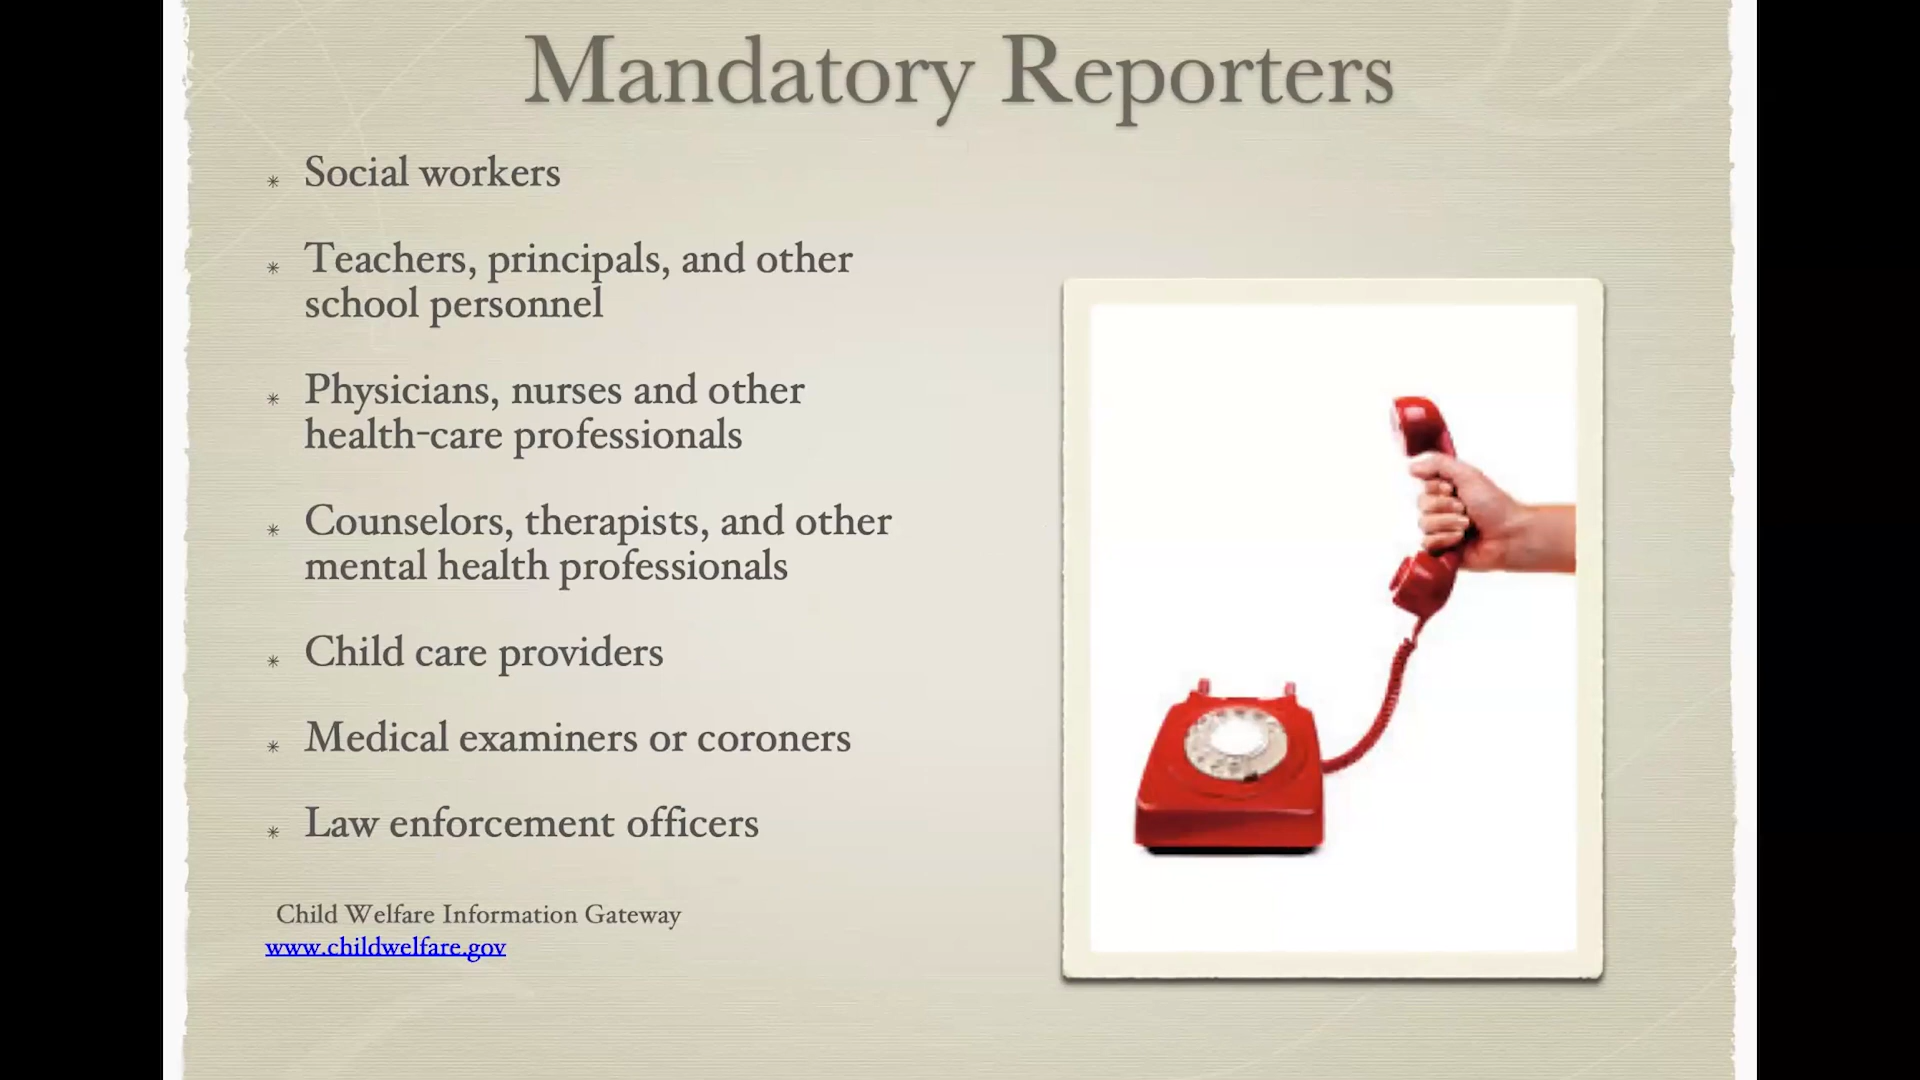 Mandatory Reporters
* Social workers
* Teachers, principals, and other
school personnel
* Physicians, nurses and other
health-care professionals
* Counselors, therapists, and other
mental health professionals
* Child care providers
* Medical examiners or coroners
* Law enforcement officers
Child Welfare Information Gateway
www.childwelfare.gov